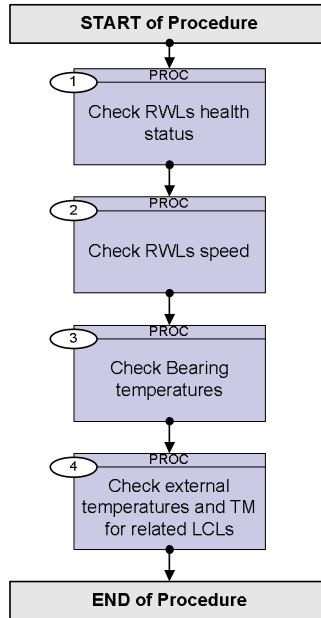 START of Procedure
PROC
1
Check RWLs health
status
PROC
2
Check RWLs speed
PROC
3
Check Bearing
temperatures
PROC
4
Check external
temperatures and TM
for related LCLs
END of Procedure